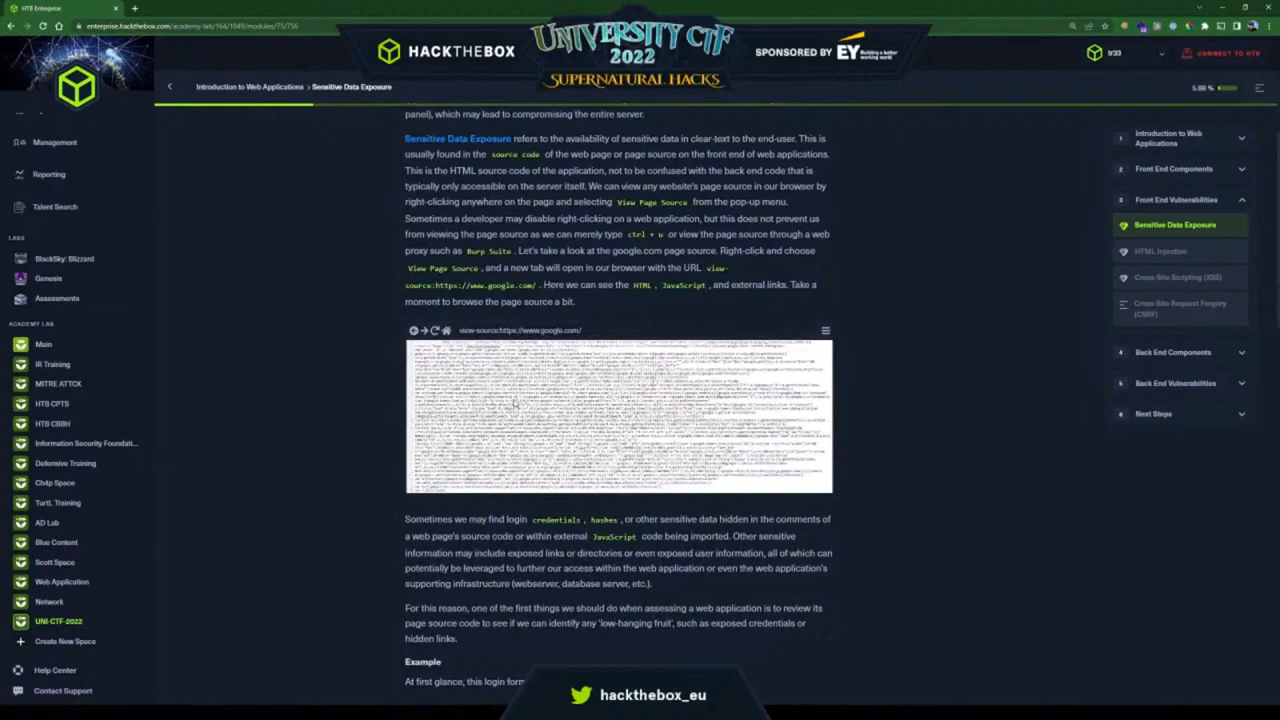 HTB Enterprise
enterprise.hackthebox.com/academy-lab/164/1849/modules/75/756
HACKTHEBOX
UNIVERSITY CTF
2022
SUPERNATURAL HACKS
SPONSORED BY EY Building a better working world
tr33
CONNECT TO HTB
Introduction to Web Applications > Sensitive Data Exposure
5.88 %
Management
Reporting
Talent Search
LABS
BlackSky: Blizzard
Genesis
Assessments
ACADEMY LAB
Main
IR Training
MITRE ATTCK
HTB CPTS
HTB CBBH
Information Security Foundati...
Defensive Training
Ch4p Space
Turtl. Training
AD Lab
Blue Content
Scott Space
Web Application
Network
UNI-CTF-2022
Create New Space
Help Center
Contact Support
panel), which may lead to compromising the entire server.
Sensitive Data Exposure refers to the availability of sensitive data in clear-text to the end-user. This is
usually found in the source code of the web page or page source on the front end of web applications.
This is the HTML source code of the application, not to be confused with the back end code that is
typically only accessible on the server itself. We can view any website's page source in our browser by
right-clicking anywhere on the page and selecting View Page Source from the pop-up menu.
Sometimes a developer may disable right-clicking on a web application, but this does not prevent us
from viewing the page source as we can merely type ctrl + u or view the page source through a web
proxy such as Burp Suite. Let's take a look at the google.com page source. Right-click and choose
View Page Source, and a new tab will open in our browser with the URL view-
source:https://www.google.com/. Here we can see the HTML, JavaScript, and external links. Take a
moment to browse the page source a bit.
view-source:https://www.google.com/
Sometimes we may find login credentials, hashes, or other sensitive data hidden in the comments of
a web page's source code or within external JavaScript code being imported. Other sensitive
information may include exposed links or directories or even exposed user information, all of which can
potentially be leveraged to further our access within the web application or even the web application's
supporting infrastructure (webserver, database server, etc.).
For this reason, one of the first things we should do when assessing a web application is to review its
page source code to see if we can identify any 'low-hanging fruit', such as exposed credentials or
hidden links.
Example
At first glance, this login form
1 Introduction to Web
Applications
2 Front End Components
3 Front End Vulnerabilities
Sensitive Data Exposure
HTML Injection
Cross-Site Scripting (XSS)
Cross-Site Request Forgery
(CSRF)
4 Back End Components
5 Back End Vulnerabilities
6 Next Steps
hackthebox_eu